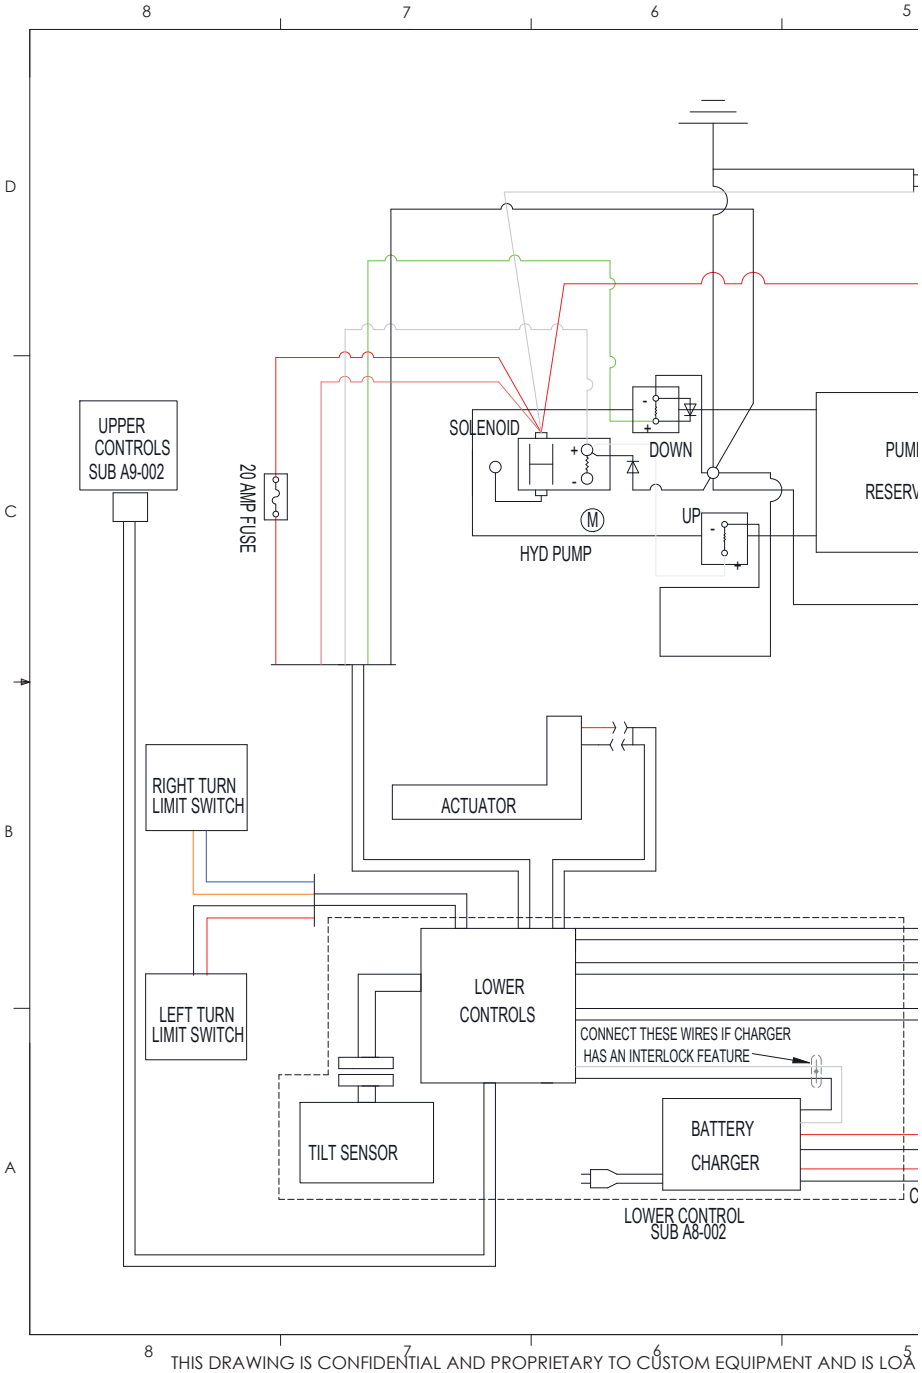 8 7 6 5
D
UPPER
CONTROLS
SUB A9-002
SOLENOID
+
-
-
+
DOWN
20 AMP FUSE
C
M
HYD PUMP
UP
-
+
RIGHT TURN
LIMIT SWITCH
ACTUATOR
B
LEFT TURN
LIMIT SWITCH
LOWER
CONTROLS
CONNECT THESE WIRES IF CHARGER
HAS AN INTERLOCK FEATURE
BATTERY
CHARGER
TILT SENSOR
A
C
LOWER CONTROL
SUB A8-002
8 7 6 5
THIS DRAWING IS CONFIDENTIAL AND PROPRIETARY TO CUSTOM EQUIPMENT AND IS